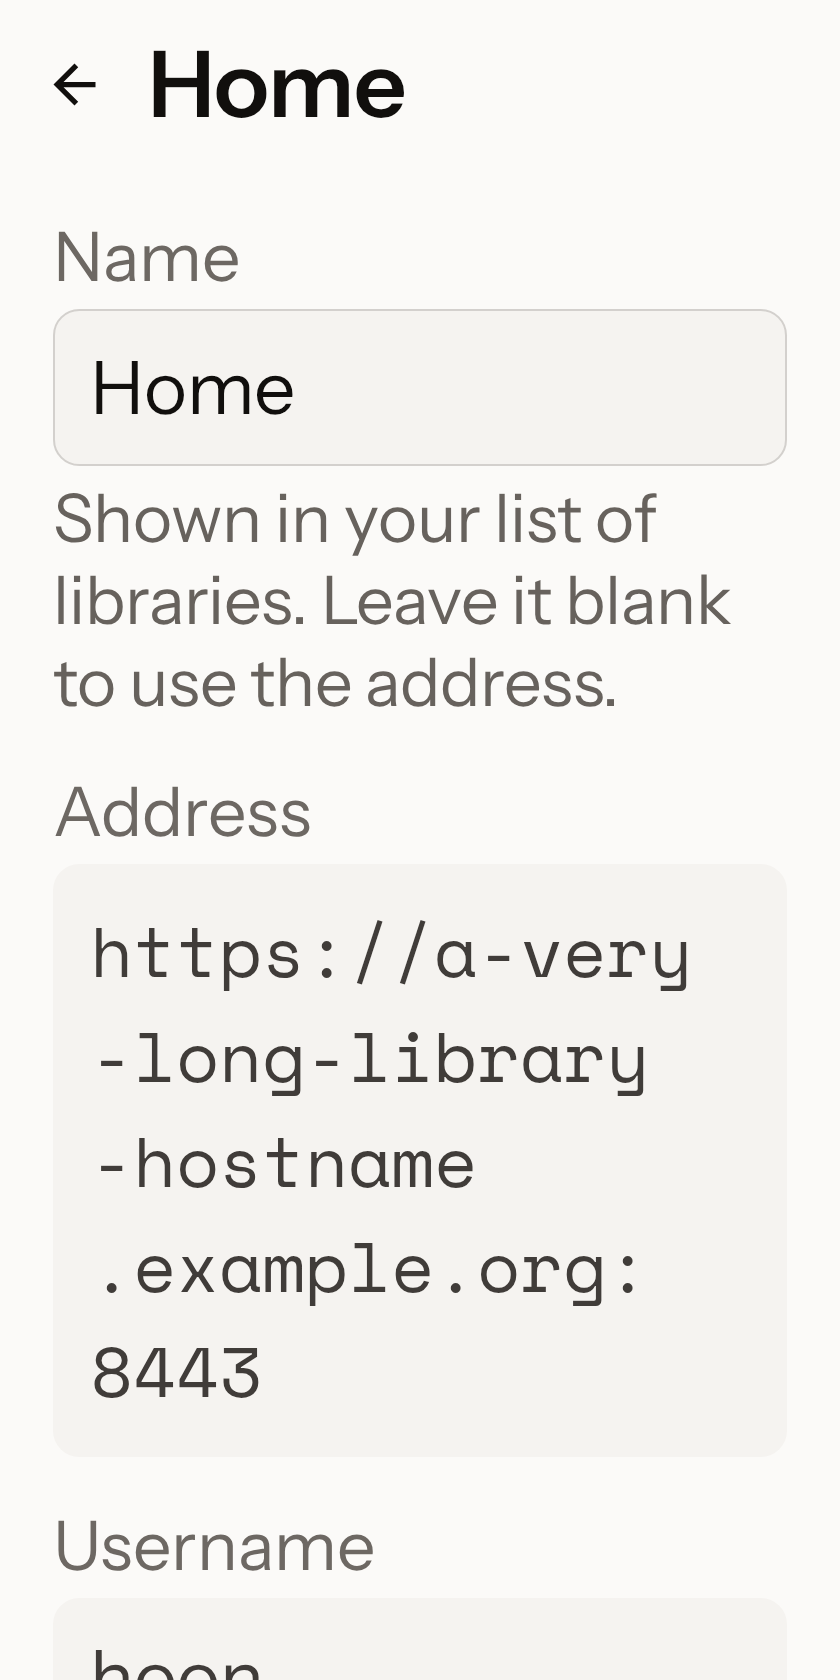 Home
Name
Home
Shown in your list of
libraries. Leave it blank
to use the address.
Address
https://a-very
-long-library
-hostname
.example.org:
8443
Username